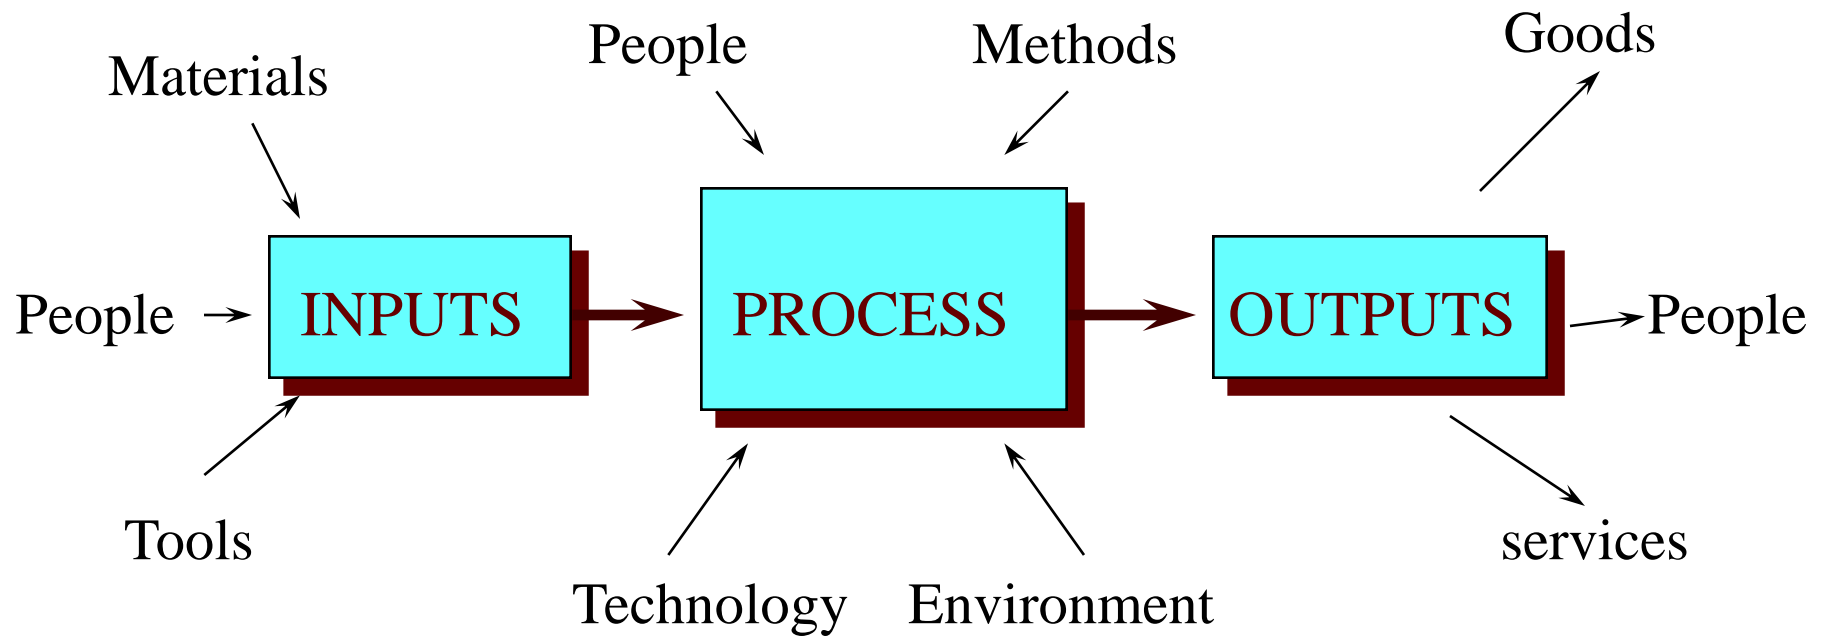 Materials
People
Methods
Goods
People
INPUTS
PROCESS
OUTPUTS
People
Tools
Technology
Environment
services